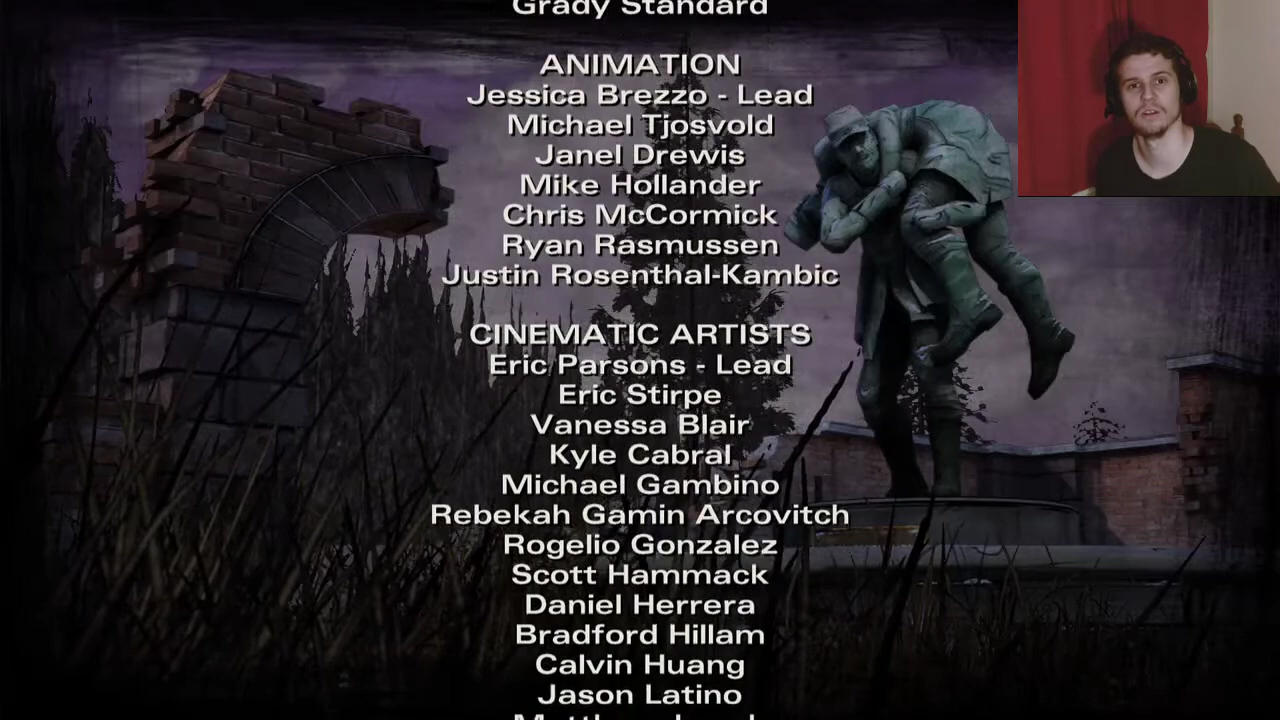 Grady Standard
ANIMATION
Jessica Brezzo - Lead
Michael Tjosvold
Janel Drewis
Mike Hollander
Chris McCormick
Ryan Rasmussen
Justin Rosenthal-Kambic
CINEMATIC ARTISTS
Eric Parsons - Lead
Eric Stirpe
Vanessa Blair
Kyle Cabral
Michael Gambino
Rebekah Gamin Arcovitch
Rogelio Gonzalez
Scott Hammack
Daniel Herrera
Bradford Hillam
Calvin Huang
Jason Latino